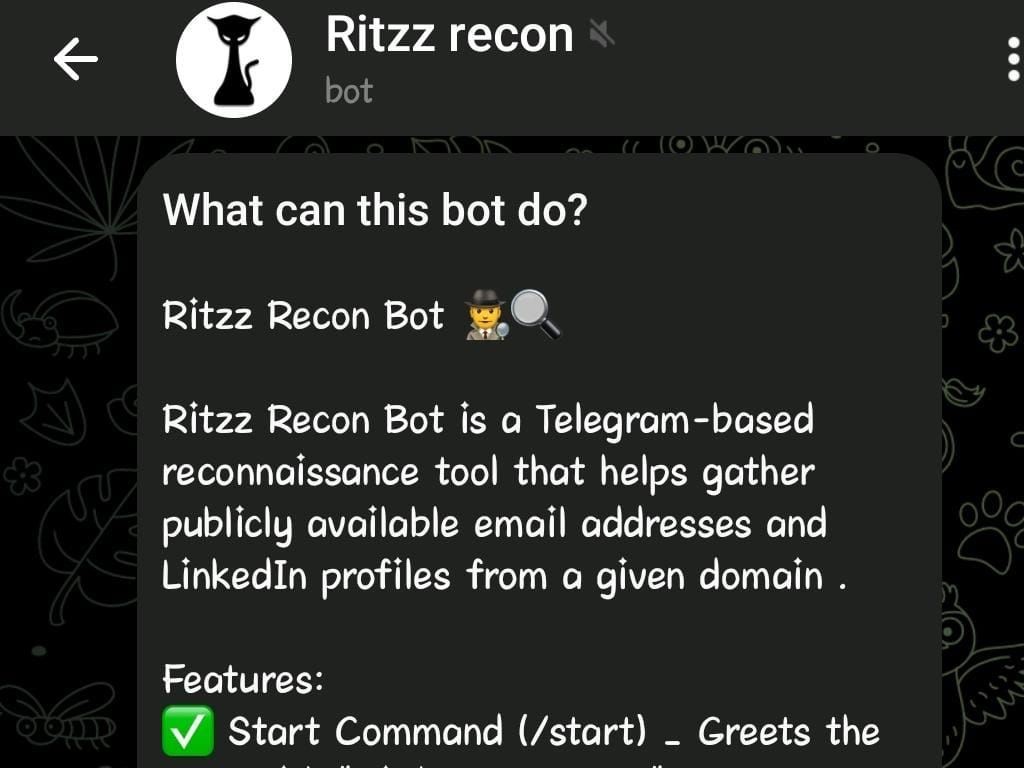 Ritzz recon
bot
What can this bot do?
Ritzz Recon Bot 🕵️🔍
Ritzz Recon Bot is a Telegram-based
reconnaissance tool that helps gather
publicly available email addresses and
LinkedIn profiles from a given domain .
Features:
✅ Start Command (/start) – Greets the